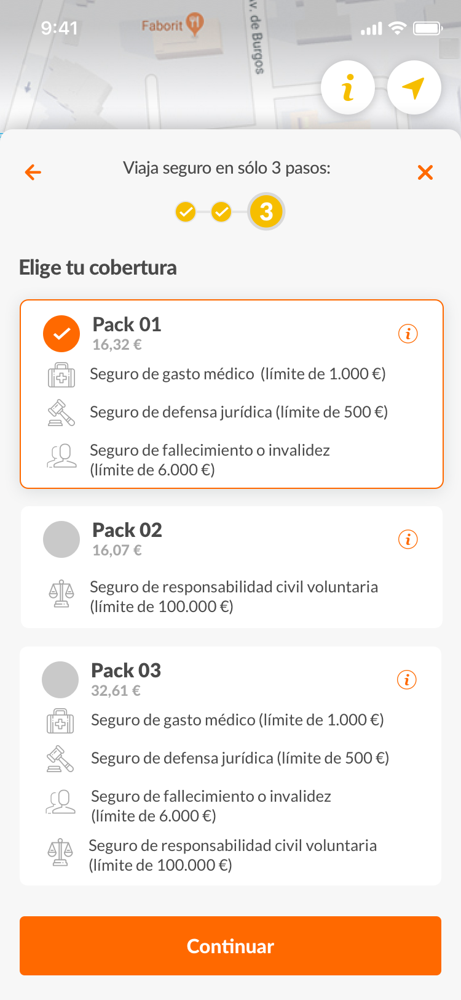 9:41
Faborit
Av. de Burgos
Viaja seguro en sólo 3 pasos:
3
Elige tu cobertura
Pack 01
16,32 €
Seguro de gasto médico (límite de 1.000 €)
Seguro de defensa jurídica (límite de 500 €)
Seguro de fallecimiento o invalidez
(límite de 6.000 €)
Pack 02
16,07 €
Seguro de responsabilidad civil voluntaria
(límite de 100.000 €)
Pack 03
32,61 €
Seguro de gasto médico (límite de 1.000 €)
Seguro de defensa jurídica (límite de 500 €)
Seguro de fallecimiento o invalidez
(límite de 6.000 €)
Seguro de responsabilidad civil voluntaria
(límite de 100.000 €)
Continuar